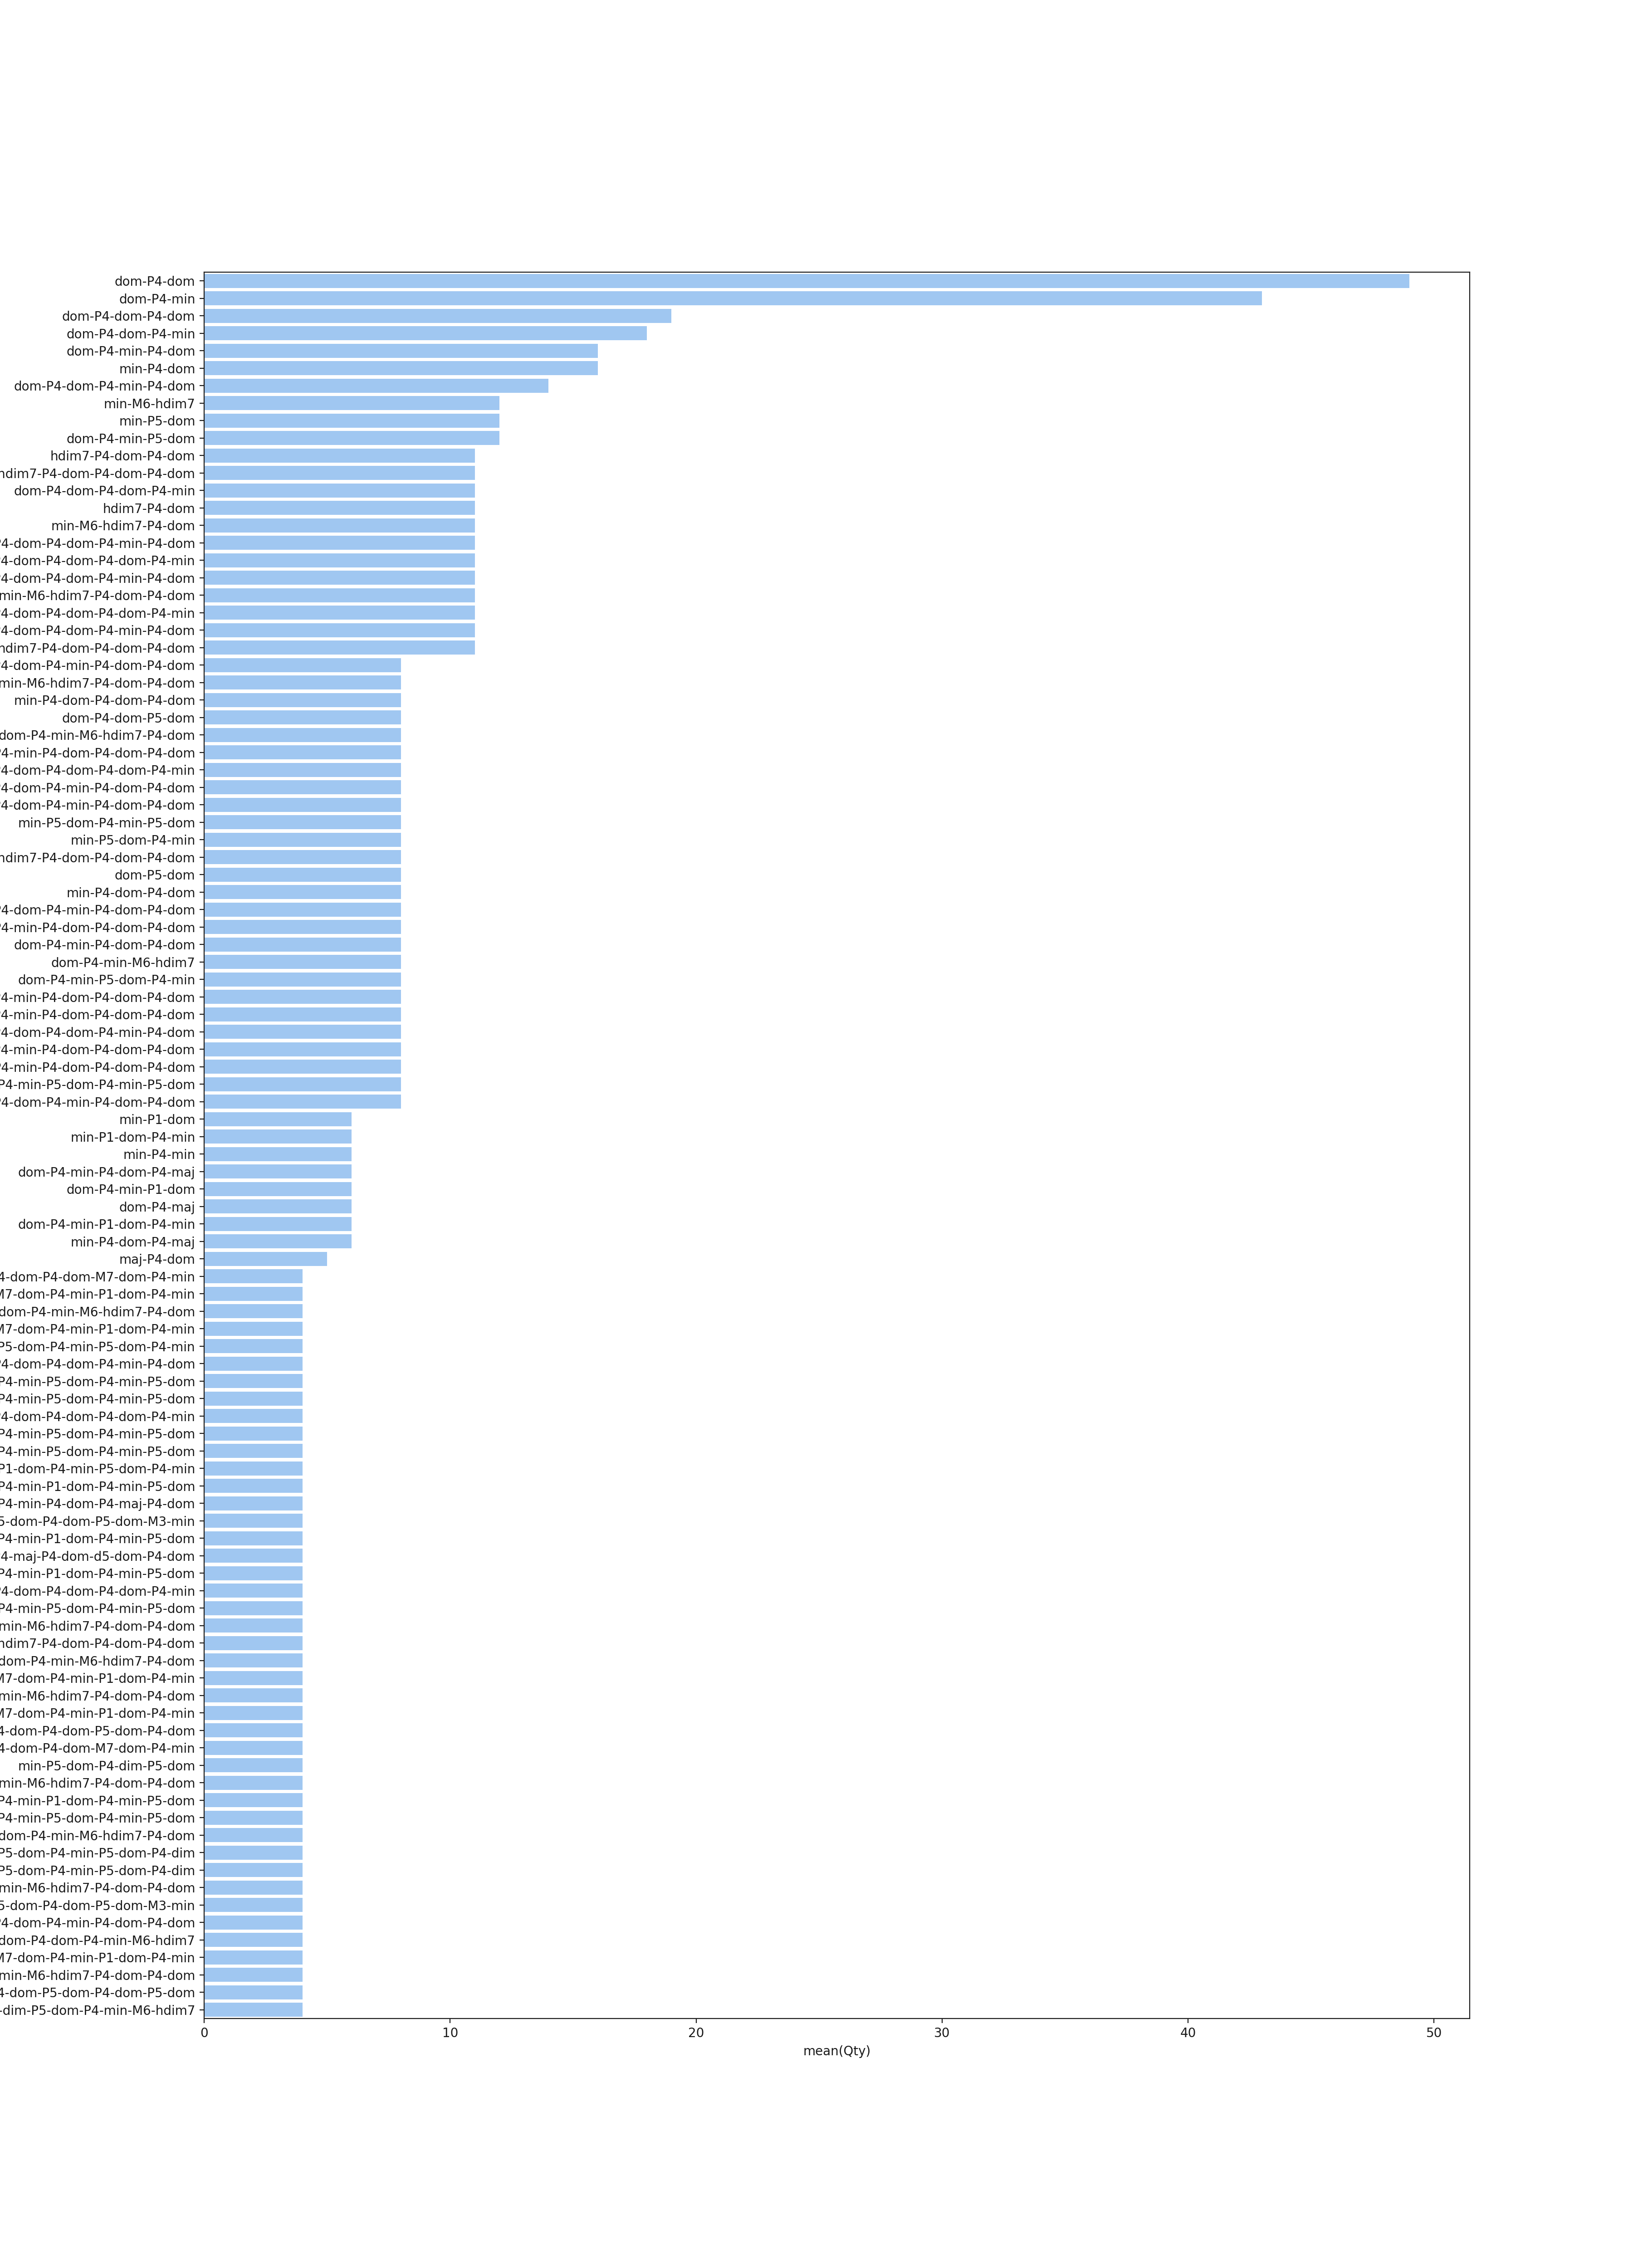 dom-P4-dom
dom-P4-min
dom-P4-dom-P4-dom
dom-P4-dom-P4-min
dom-P4-min-P4-dom
min-P4-dom
dom-P4-dom-P4-min-P4-dom
min-M6-hdim7
min-P5-dom
dom-P4-min-P5-dom
hdim7-P4-dom-P4-dom
hdim7-P4-dom-P4-dom-P4-dom
dom-P4-dom-P4-dom-P4-min
hdim7-P4-dom
min-M6-hdim7-P4-dom
P4-dom-P4-dom-P4-min-P4-dom
P4-dom-P4-dom-P4-dom-P4-min
P4-dom-P4-dom-P4-min-P4-dom
min-M6-hdim7-P4-dom-P4-dom
P4-dom-P4-dom-P4-dom-P4-min
P4-dom-P4-dom-P4-min-P4-dom
hdim7-P4-dom-P4-dom-P4-dom
P4-dom-P4-min-P4-dom-P4-dom
min-M6-hdim7-P4-dom-P4-dom
min-P4-dom-P4-dom-P4-dom
dom-P4-dom-P5-dom
dom-P4-min-M6-hdim7-P4-dom
P4-min-P4-dom-P4-dom-P4-dom
P4-dom-P4-dom-P4-dom-P4-min
P4-dom-P4-min-P4-dom-P4-dom
P4-dom-P4-min-P4-dom-P4-dom
min-P5-dom-P4-min-P5-dom
min-P5-dom-P4-min
hdim7-P4-dom-P4-dom-P4-dom
dom-P5-dom
min-P4-dom-P4-dom
P4-dom-P4-min-P4-dom-P4-dom
P4-min-P4-dom-P4-dom-P4-dom
dom-P4-min-P4-dom-P4-dom
dom-P4-min-M6-hdim7
dom-P4-min-P5-dom-P4-min
P4-min-P4-dom-P4-dom-P4-dom
P4-min-P4-dom-P4-dom-P4-dom
P4-dom-P4-dom-P4-min-P4-dom
P4-min-P4-dom-P4-dom-P4-dom
P4-min-P4-dom-P4-dom-P4-dom
P4-min-P5-dom-P4-min-P5-dom
P4-dom-P4-min-P4-dom-P4-dom
min-P1-dom
min-P1-dom-P4-min
min-P4-min
dom-P4-min-P4-dom-P4-maj
dom-P4-min-P1-dom
dom-P4-maj
dom-P4-min-P1-dom-P4-min
min-P4-dom-P4-maj
maj-P4-dom
4-dom-P4-dom-M7-dom-P4-min
M7-dom-P4-min-P1-dom-P4-min
dom-P4-min-M6-hdim7-P4-dom
M7-dom-P4-min-P1-dom-P4-min
P5-dom-P4-min-P5-dom-P4-min
P4-dom-P4-dom-P4-min-P4-dom
P4-min-P5-dom-P4-min-P5-dom
P4-min-P5-dom-P4-min-P5-dom
P4-dom-P4-dom-P4-dom-P4-min
P4-min-P5-dom-P4-min-P5-dom
P4-min-P5-dom-P4-min-P5-dom
P1-dom-P4-min-P5-dom-P4-min
P4-min-P1-dom-P4-min-P5-dom
P4-min-P4-dom-P4-maj-P4-dom
5-dom-P4-dom-P5-dom-M3-min
P4-min-P1-dom-P4-min-P5-dom
4-maj-P4-dom-d5-dom-P4-dom
P4-min-P1-dom-P4-min-P5-dom
P4-dom-P4-dom-P4-dom-P4-min
P4-min-P5-dom-P4-min-P5-dom
min-M6-hdim7-P4-dom-P4-dom
hdim7-P4-dom-P4-dom-P4-dom
dom-P4-min-M6-hdim7-P4-dom
M7-dom-P4-min-P1-dom-P4-min
min-M6-hdim7-P4-dom-P4-dom
M7-dom-P4-min-P1-dom-P4-min
4-dom-P4-dom-P5-dom-P4-dom
4-dom-P4-dom-M7-dom-P4-min
min-P5-dom-P4-dim-P5-dom
min-M6-hdim7-P4-dom-P4-dom
P4-min-P1-dom-P4-min-P5-dom
P4-min-P5-dom-P4-min-P5-dom
dom-P4-min-M6-hdim7-P4-dom
P5-dom-P4-min-P5-dom-P4-dim
P5-dom-P4-min-P5-dom-P4-dim
min-M6-hdim7-P4-dom-P4-dom
5-dom-P4-dom-P5-dom-M3-min
P4-dom-P4-min-P4-dom-P4-dom
dom-P4-dom-P4-min-M6-hdim7
M7-dom-P4-min-P1-dom-P4-min
min-M6-hdim7-P4-dom-P4-dom
4-dom-P5-dom-P4-dom-P5-dom
-dim-P5-dom-P4-min-M6-hdim7
0 10 20 30 40 50
mean(Qty)